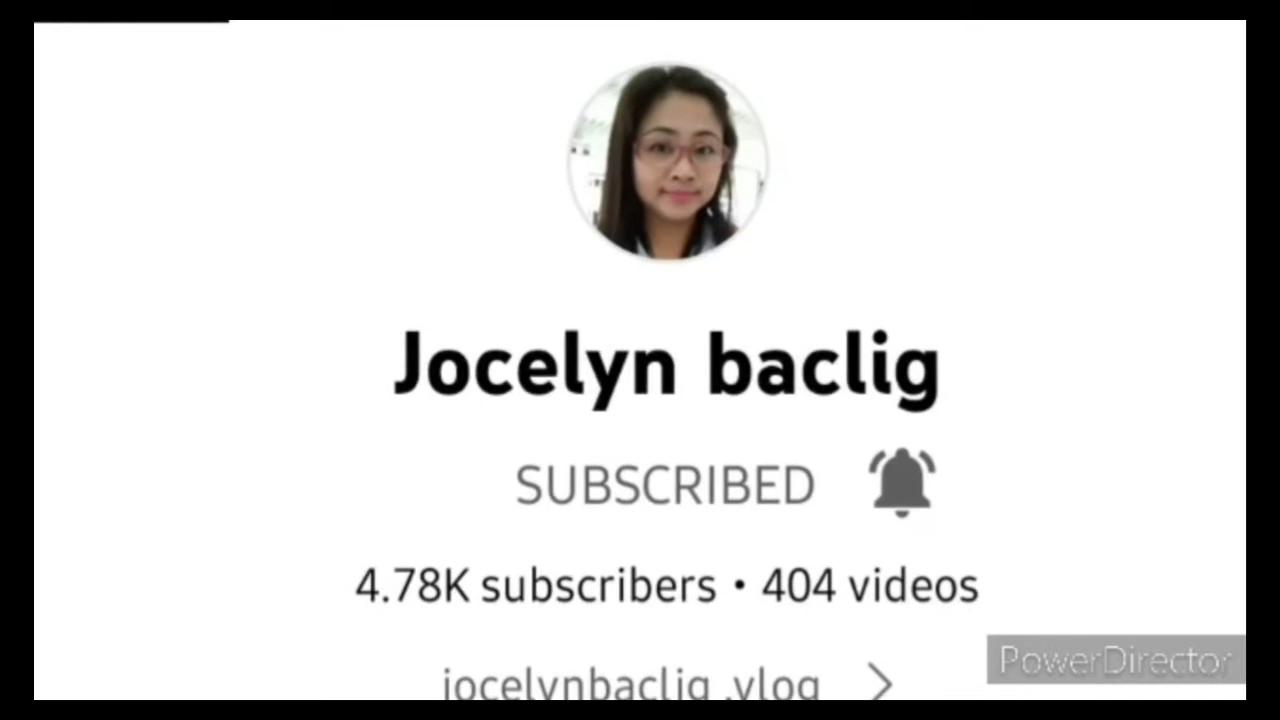 Jocelyn baclig
SUBSCRIBED
4.78K subscribers • 404 videos
jocelynbaclig .vlog
PowerDirector